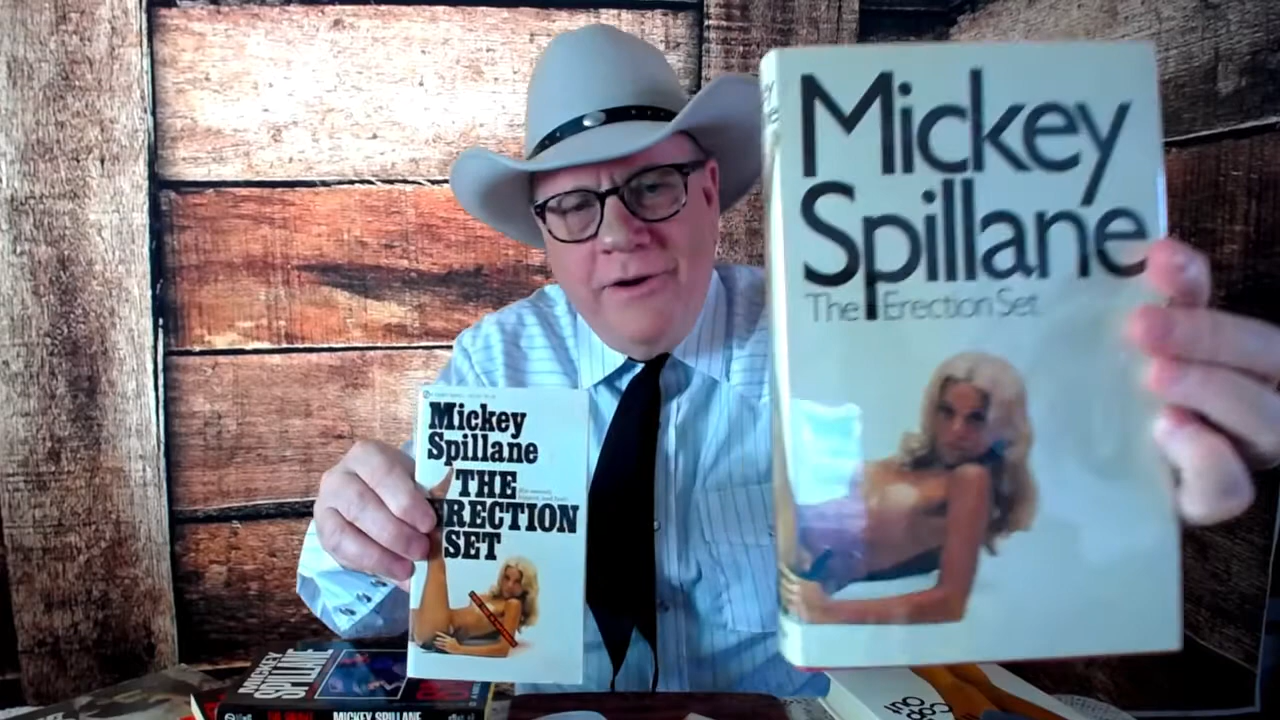 Mickey
Spillane
The Erection Set
Mickey
Spillane
THE
ERECTION
SET
MICKEY
SPILLANE
MICKEY SPILLANE